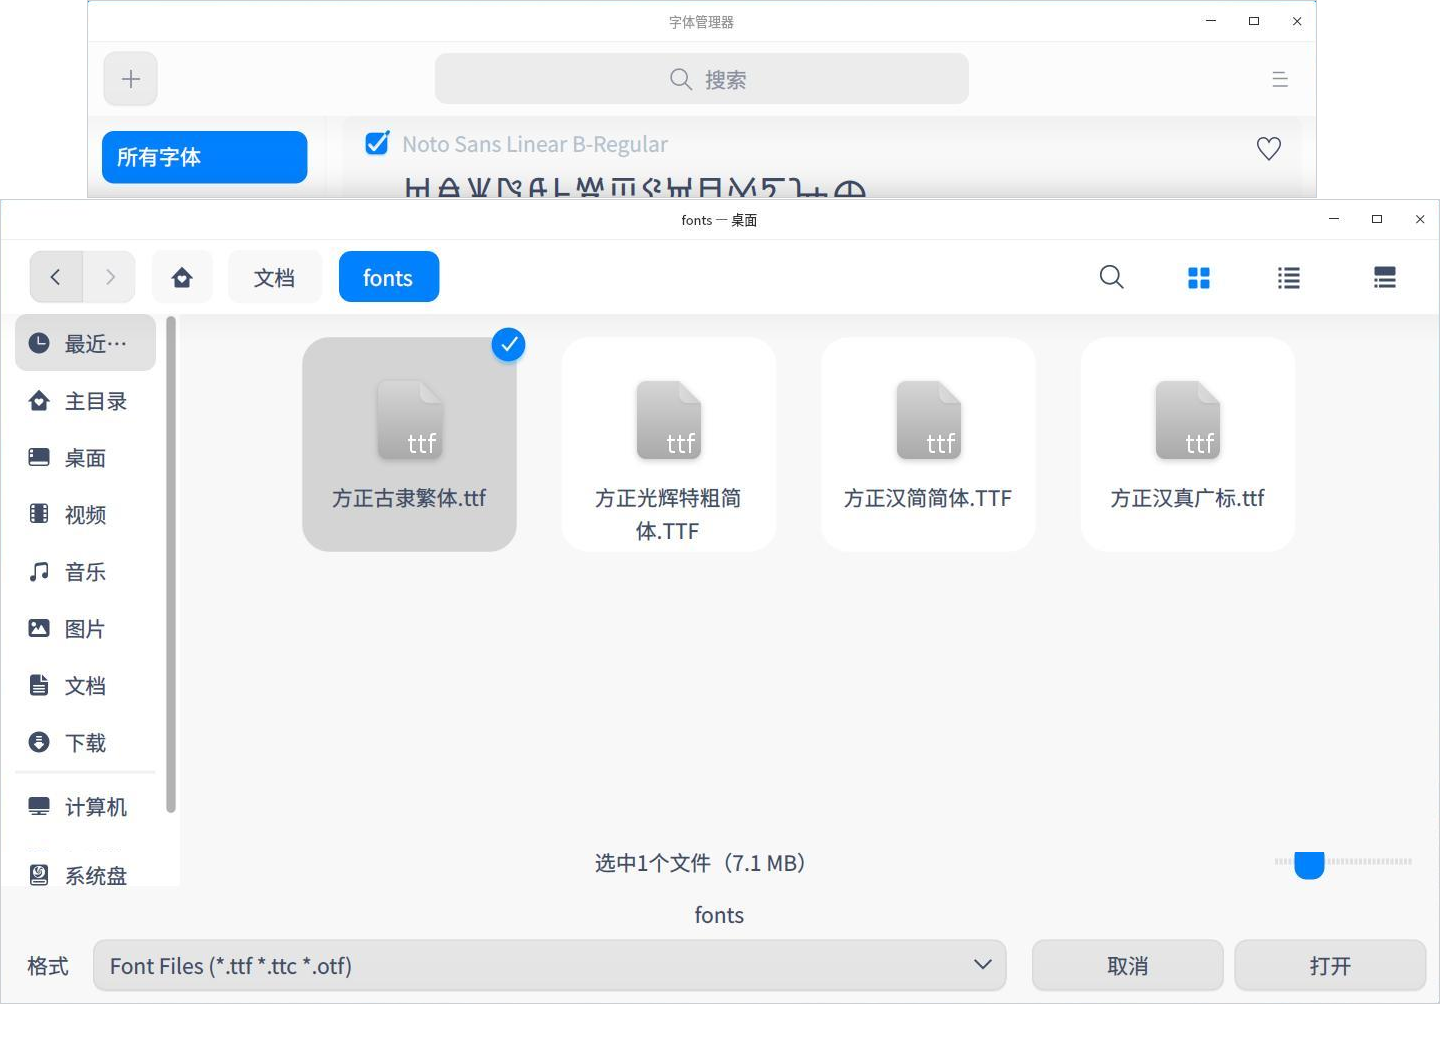 字体管理器
搜索
所有字体
Noto Sans Linear B-Regular
fonts — 桌面
文档
fonts
最近…
主目录
桌面
视频
音乐
图片
文档
下载
计算机
系统盘
ttf
ttf
ttf
ttf
方正古隶繁体.ttf
方正光辉特粗简
体.TTF
方正汉简简体.TTF
方正汉真广标.ttf
选中1个文件（7.1 MB）
fonts
格式
Font Files (*.ttf *.ttc *.otf)
取消
打开